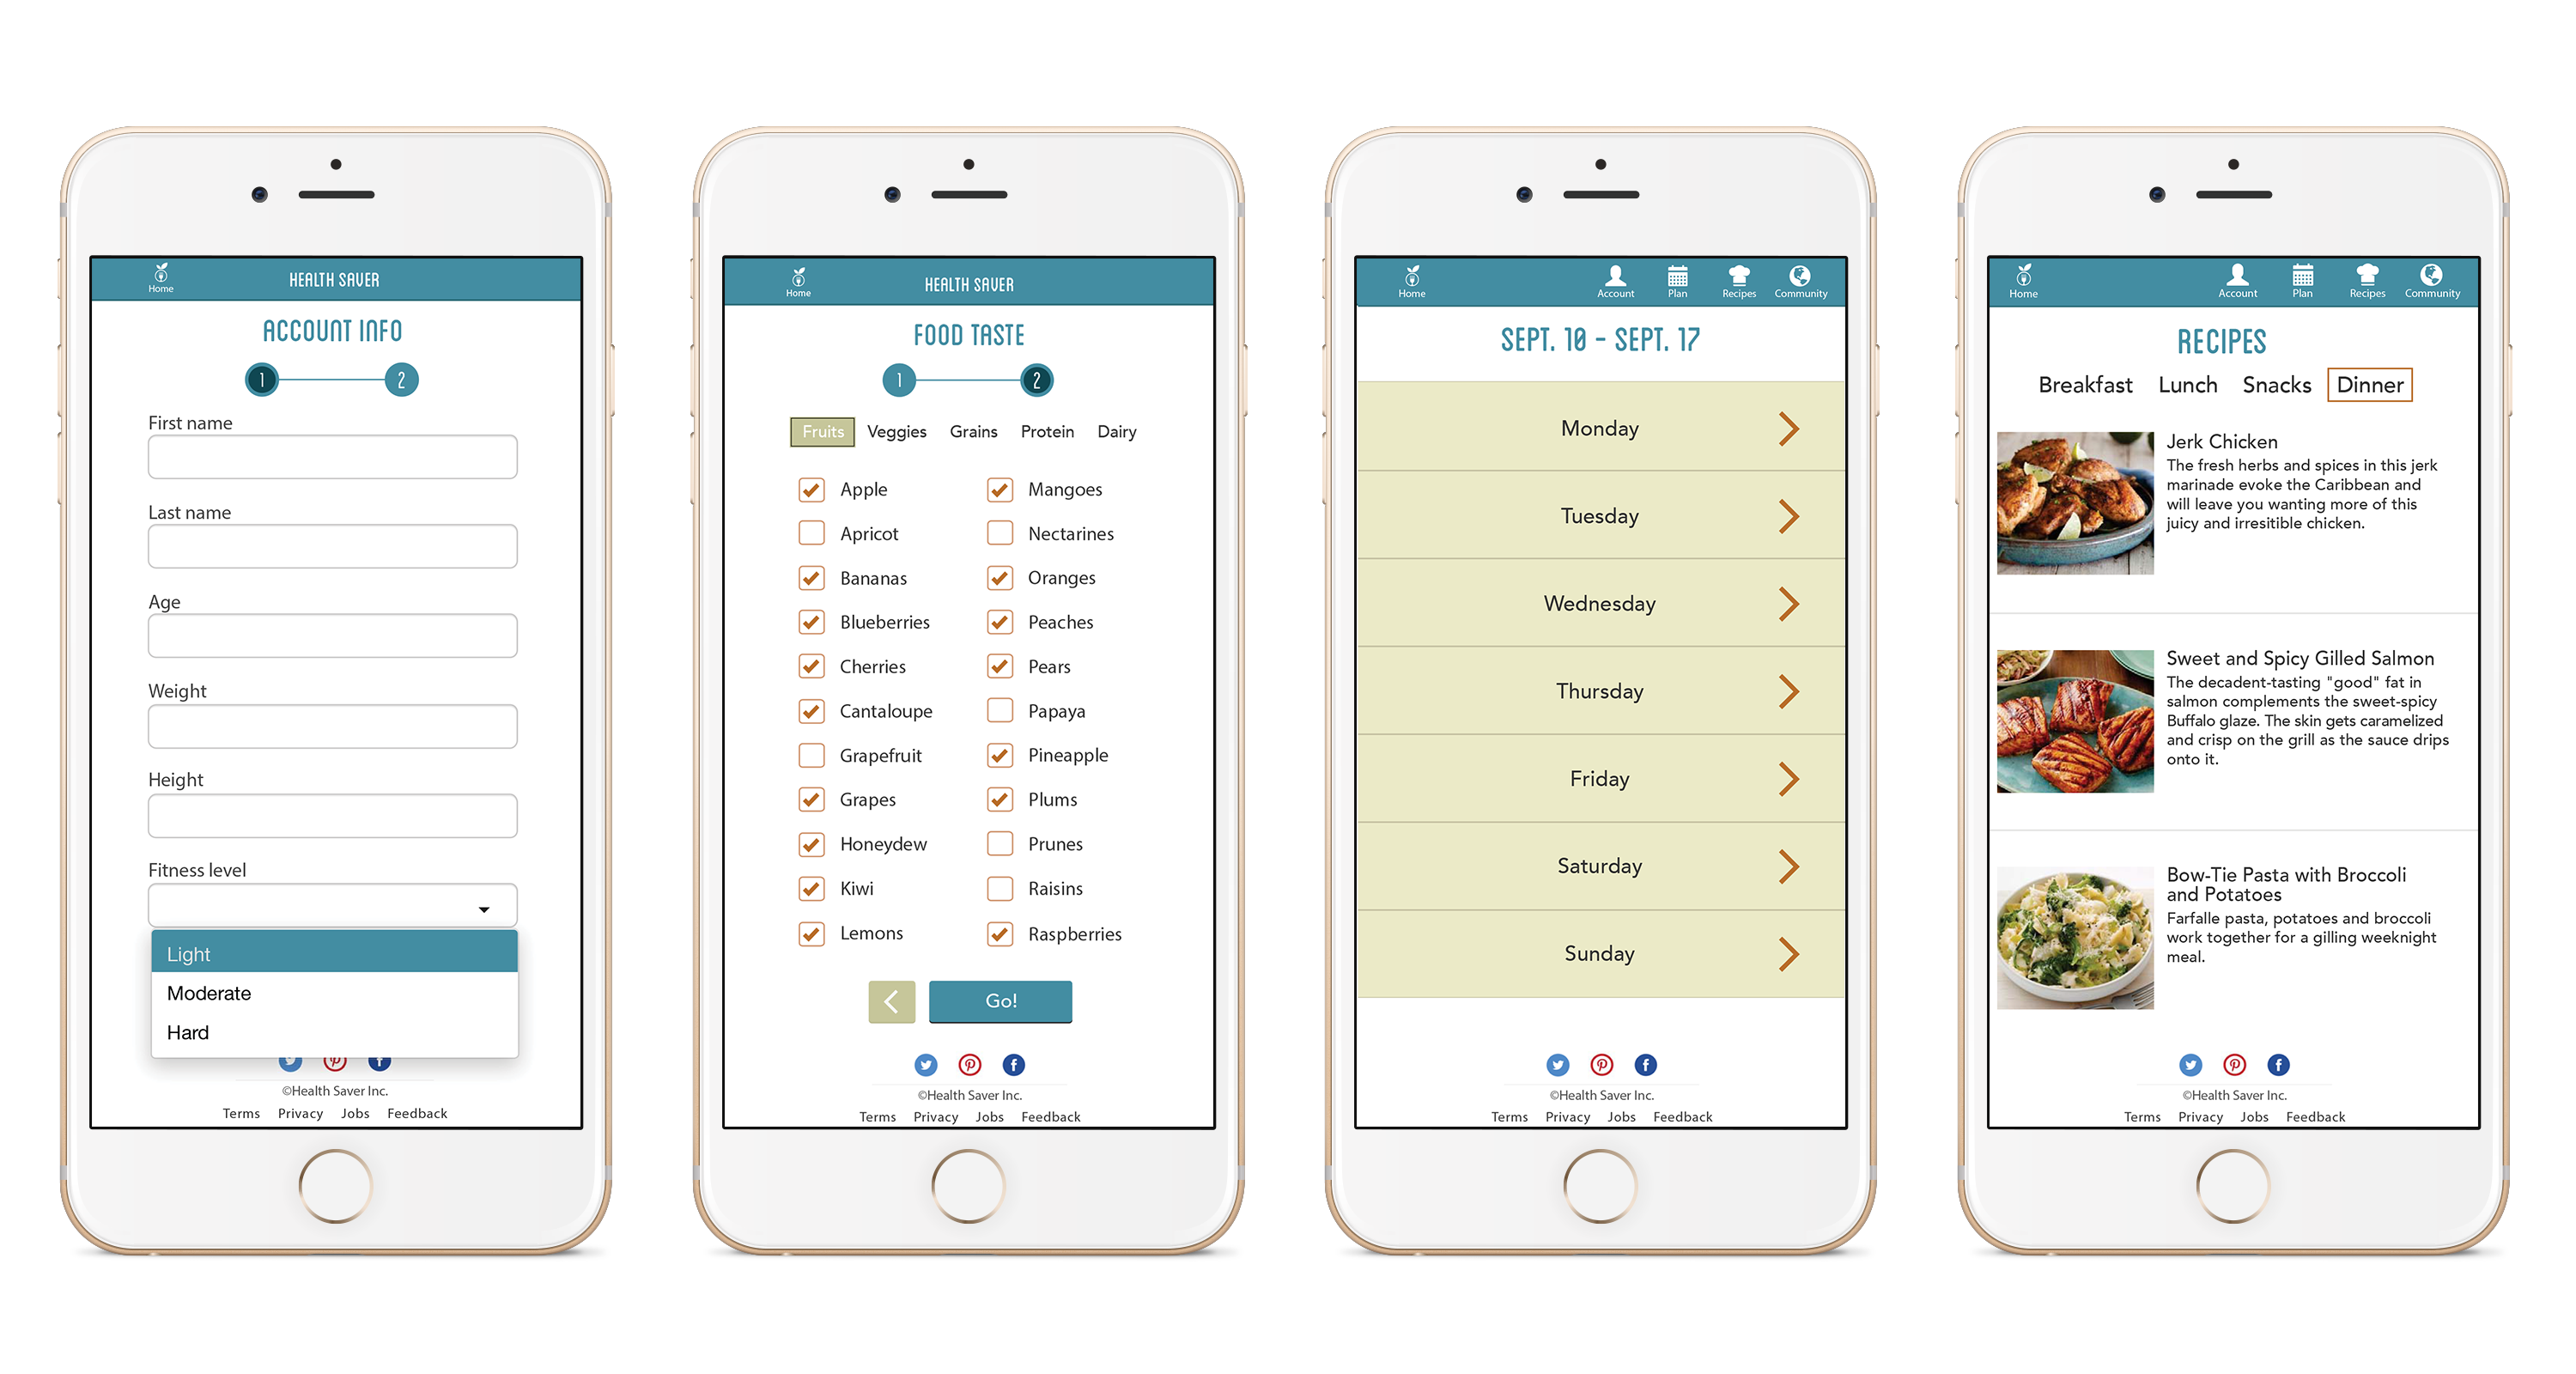 Home
HEALTH SAVER
ACCOUNT INFO
1 2
First name
Last name
Age
Weight
Height
Fitness level
Light
Moderate
Hard
©Health Saver Inc.
Terms Privacy Jobs Feedback
Home
HEALTH SAVER
FOOD TASTE
1 2
Fruits Veggies Grains Protein Dairy
Apple Mangoes
Apricot Nectarines
Bananas Oranges
Blueberries Peaches
Cherries Pears
Cantaloupe Papaya
Grapefruit Pineapple
Grapes Plums
Honeydew Prunes
Kiwi Raisins
Lemons Raspberries
Go!
©Health Saver Inc.
Terms Privacy Jobs Feedback
Home Account Plan Recipes Community
SEPT. 10 - SEPT. 17
Monday
Tuesday
Wednesday
Thursday
Friday
Saturday
Sunday
©Health Saver Inc.
Terms Privacy Jobs Feedback
Home Account Plan Recipes Community
RECIPES
Breakfast Lunch Snacks Dinner
Jerk Chicken
The fresh herbs and spices in this jerk
marinade evoke the Caribbean and
will leave you wanting more of this
juicy and irresitible chicken.
Sweet and Spicy Gilled Salmon
The decadent-tasting "good" fat in
salmon complements the sweet-spicy
Buffalo glaze. The skin gets caramelized
and crisp on the grill as the sauce drips
onto it.
Bow-Tie Pasta with Broccoli
and Potatoes
Farfalle pasta, potatoes and broccoli
work together for a gilling weeknight
meal.
©Health Saver Inc.
Terms Privacy Jobs Feedback